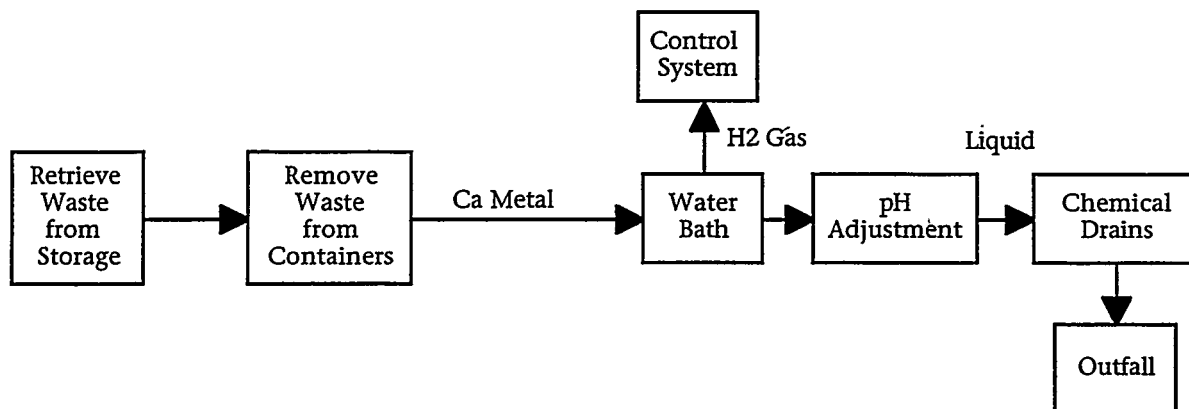 Control
System
H2 Gas
Liquid
Retrieve
Waste
from
Storage
Remove
Waste
from
Containers
Ca Metal
Water
Bath
pH
Adjustment
Chemical
Drains
Outfall